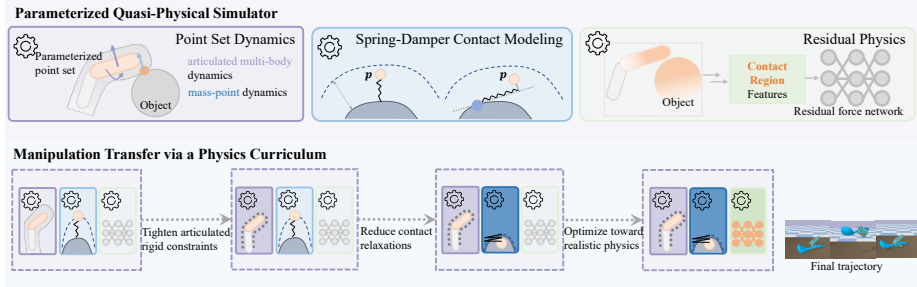 Parameterized Quasi-Physical Simulator
Point Set Dynamics
Parameterized
point set
articulated multi-body
dynamics
mass-point dynamics
Object
Spring-Damper Contact Modeling
p
p
Residual Physics
Object
Contact
Region
Features
Residual force network
Manipulation Transfer via a Physics Curriculum
Tighten articulated
rigid constraints
Reduce contact
relaxations
Optimize toward
realistic physics
Final trajectory